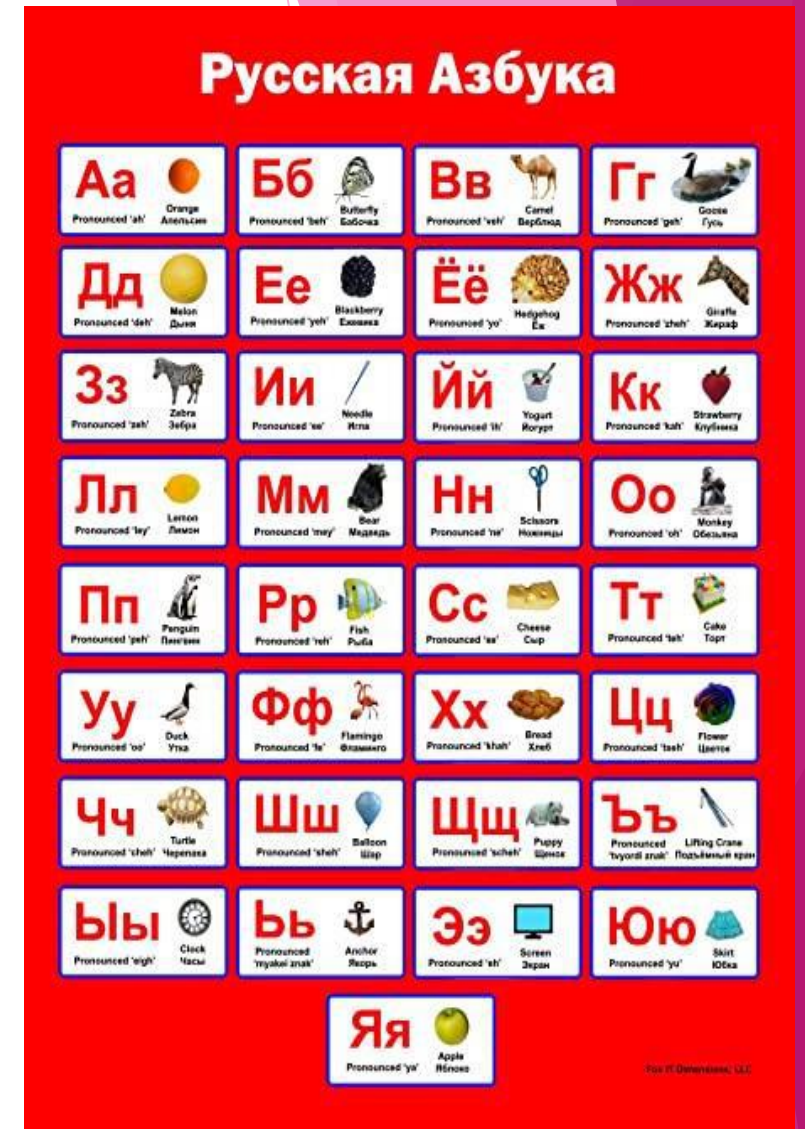 Русская Азбука
Аа
Orange
Pronounced 'ah' Апельсин
Бб
Butterfly
Pronounced 'beh' Бабочка
Вв
Camel
Pronounced 'veh' Верблюд
Гг
Goose
Pronounced 'geh' Гусь
Дд
Melon
Pronounced 'deh' Дыня
Ее
Blackberry
Pronounced 'yeh' Ежевика
Ёё
Hedgehog
Pronounced 'yo' Ёж
Жж
Giraffe
Pronounced 'zheh' Жираф
Зз
Zebra
Pronounced 'zeh' Зебра
Ии
Needle
Pronounced 'ee' Игла
Йй
Yogurt
Pronounced 'ih' Йогурт
Кк
Strawberry
Pronounced 'kah' Клубника
Лл
Lemon
Pronounced 'ley' Лимон
Мм
Bear
Pronounced 'mey' Медведь
Нн
Scissors
Pronounced 'ne' Ножницы
Оо
Monkey
Pronounced 'oh' Обезьяна
Пп
Penguin
Pronounced 'peh' Пингвин
Рр
Fish
Pronounced 'reh' Рыба
Сс
Cheese
Pronounced 'es' Сыр
Тт
Cake
Pronounced 'teh' Торт
Уу
Duck
Pronounced 'oo' Утка
Фф
Flamingo
Pronounced 'fe' Фламинго
Хх
Bread
Pronounced 'khah' Хлеб
Цц
Flower
Pronounced 'tseh' Цветок
Чч
Turtle
Pronounced 'cheh' Черепаха
Шш
Balloon
Pronounced 'sheh' Шар
Щщ
Puppy
Pronounced 'scheh' Щенок
Ъъ
Pronounced Lifting Crane
'tvyordi znak' Подъёмный кран
Ыы
Clock
Pronounced 'eigh' Часы
Ьь
Pronounced Anchor
'myakei znak' Якорь
Ээ
Screen
Pronounced 'eh' Экран
Юю
Skirt
Pronounced 'yu' Юбка
Яя
Apple
Pronounced 'ya' Яблоко
Fox IT Dimensions, LLC